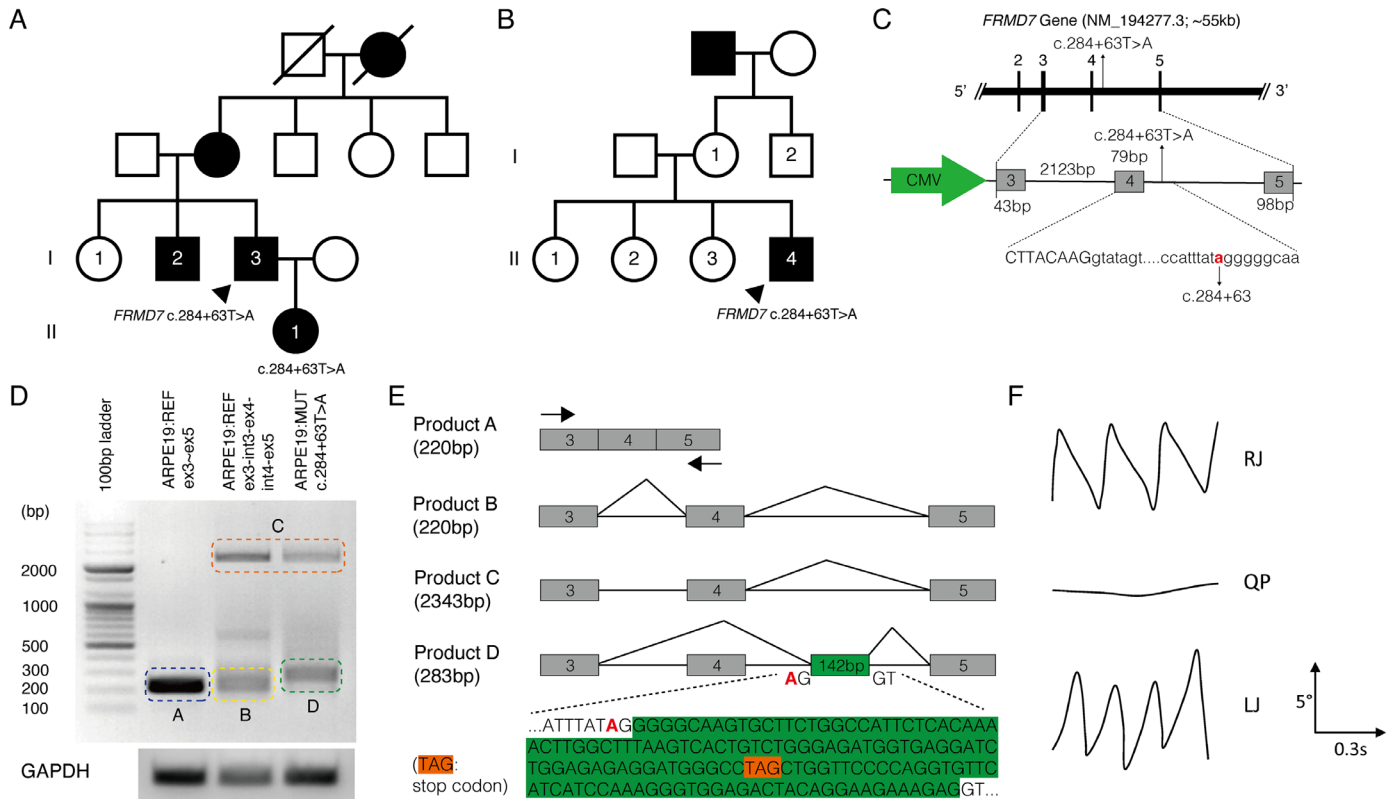 A
I
1
2
3
FRMD7 c.284+63T>A
II
1
c.284+63T>A
B
I
1
2
II
1
2
3
4
FRMD7 c.284+63T>A
C
FRMD7 Gene (NM_194277.3; ~55kb)
c.284+63T>A
2 3 4 5
5’ 3’
c.284+63T>A
79bp
2123bp
CMV 3 4 5
43bp 98bp
CTTACAAGgtatagt....ccatttatagggggcaa
c.284+63
D
100bp ladder
ARPE19:REF
ex3~ex5
ARPE19:REF
ex3-int3-ex4-
int4-ex5
ARPE19:MUT
c.284+63T>A
(bp)
2000
1000
500
300
200
100
C
A
B
D
GAPDH
E
Product A
(220bp)
3 4 5
Product B
(220bp)
3 4 5
Product C
(2343bp)
3 4 5
Product D
(283bp)
3 4 142bp 5
AG GT
...ATTTATAGGGGGGCAAGTGCTTCTGGCCATTCTCACAAA
ACTTGGCTTTAAGTCACTGTCTGGGAGATGGTGAGGATC
TGGAGAGAGGATGGGCCTAGCTGGTTCCCCAGGTGTTC
ATCATCCAAAGGGTGGAGACTACAGGAAGAAAGAGGT...
(TAG:
stop codon)
F
RJ
QP
LJ
5°
0.3s